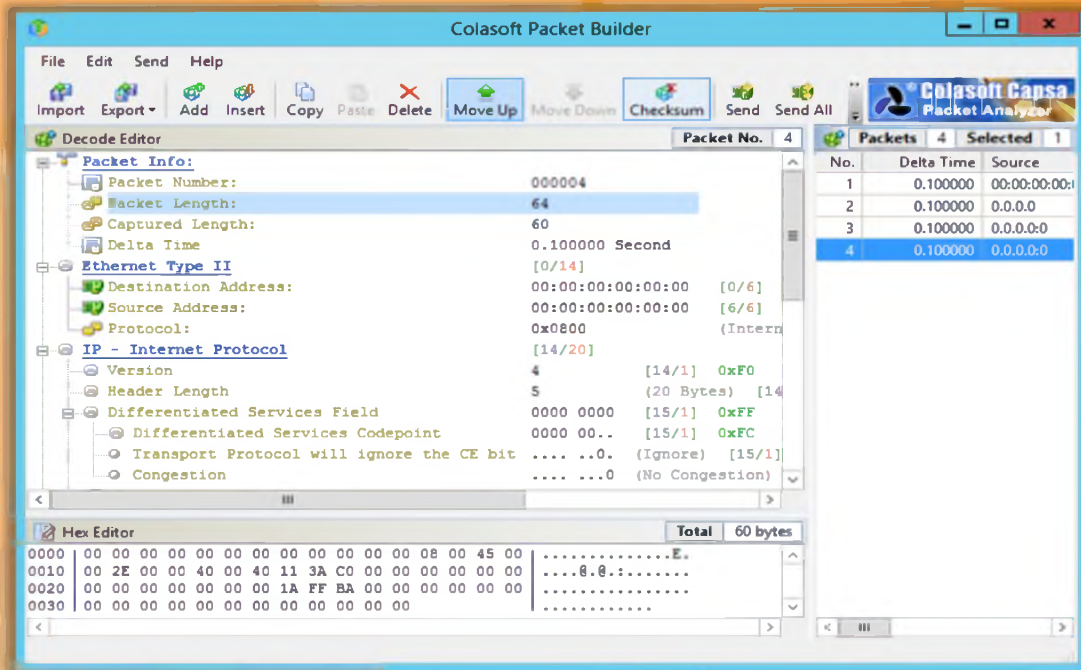 Colasoft Packet Builder
File Edit Send Help
Import Export Add Insert Copy Paste Delete Move Up Move Down Checksum Send Send All Colasoft Capsa Packet Analyzer
Decode Editor Packet No. 4 Packets 4 Selected 1
No. Delta Time Source
Packet Info:
Packet Number: 000004
Packet Length: 64
Captured Length: 60
Delta Time 0.100000 Second
Ethernet Type II [0/14]
Destination Address: 00:00:00:00:00:00 [0/6]
Source Address: 00:00:00:00:00:00 [6/6]
Protocol: 0x0800 (Intern
IP - Internet Protocol [14/20]
Version 4 [14/1] 0xF0
Header Length 5 (20 Bytes) [14
Differentiated Services Field 0000 0000 [15/1] 0xFF
Differentiated Services Codepoint 0000 00.. [15/1] 0xFC
Transport Protocol will ignore the CE bit .... ..0. (Ignore) [15/1]
Congestion .... ...0 (No Congestion)
1 0.100000 00:00:00:00:
2 0.100000 0.0.0.0
3 0.100000 0.0.0.0:0
4 0.100000 0.0.0.0:0
Hex Editor Total 60 bytes
0000 00 00 00 00 00 00 00 00 00 00 00 00 08 00 45 00 ..............E.
0010 00 2E 00 00 40 00 40 11 3A C0 00 00 00 00 00 00 ....@.@.:.......
0020 00 00 00 00 00 00 00 1A FF BA 00 00 00 00 00 00 ................
0030 00 00 00 00 00 00 00 00 00 00 00 00 ............